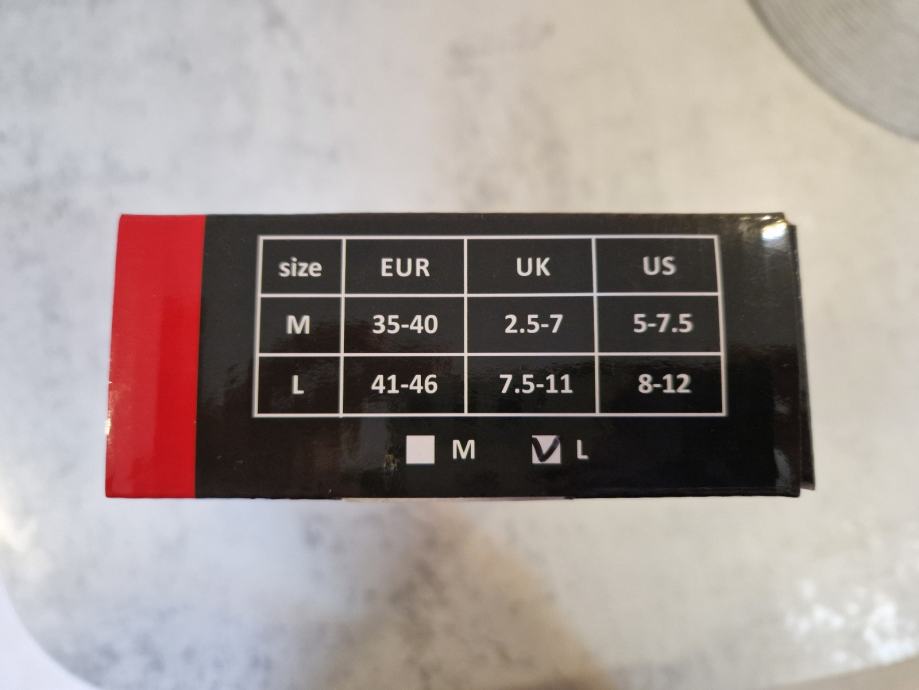 size EUR UK US
M 35-40 2.5-7 5-7.5
L 41-46 7.5-11 8-12
M L